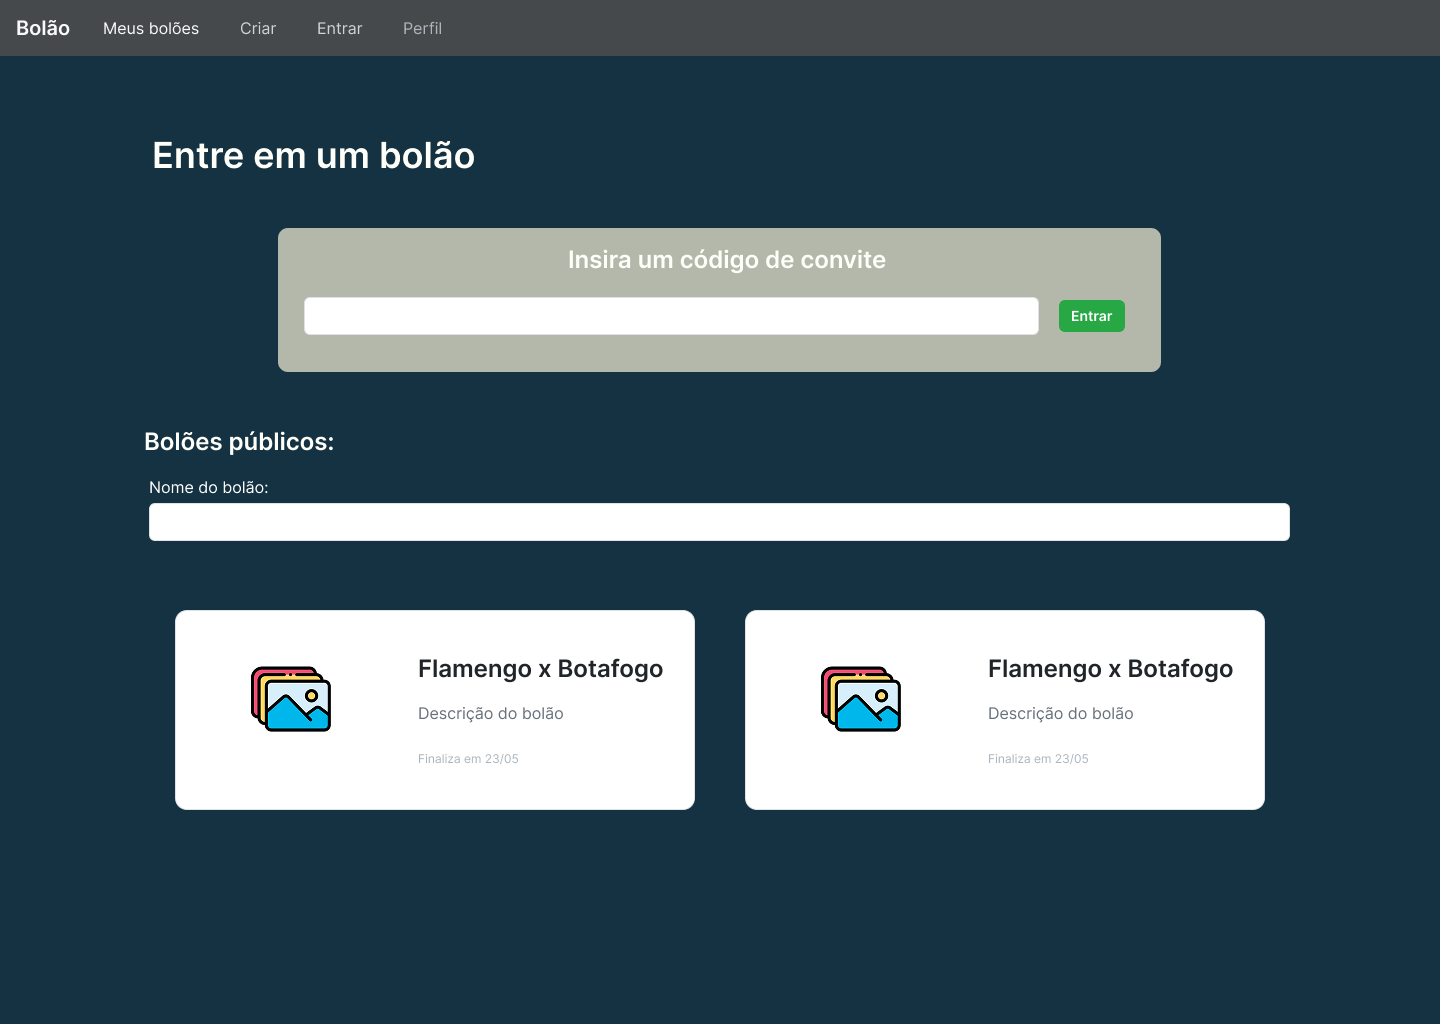 Bolão Meus bolões Criar Entrar Perfil
Entre em um bolão
Insira um código de convite
Entrar
Bolões públicos:
Nome do bolão:
Flamengo x Botafogo
Descrição do bolão
Finaliza em 23/05
Flamengo x Botafogo
Descrição do bolão
Finaliza em 23/05